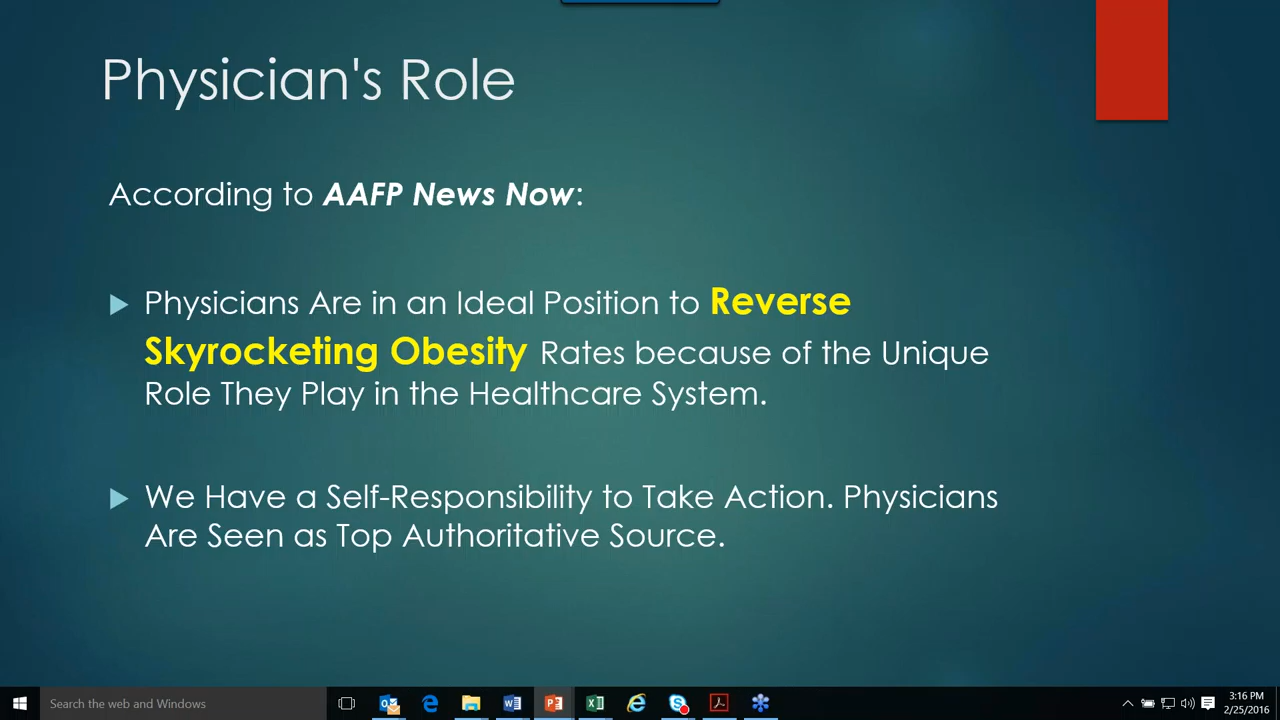 Physician's Role
According to AAFP News Now:
Physicians Are in an Ideal Position to Reverse
Skyrocketing Obesity Rates because of the Unique
Role They Play in the Healthcare System.
We Have a Self-Responsibility to Take Action. Physicians
Are Seen as Top Authoritative Source.
Search the web and Windows
3:16 PM
2/25/2016